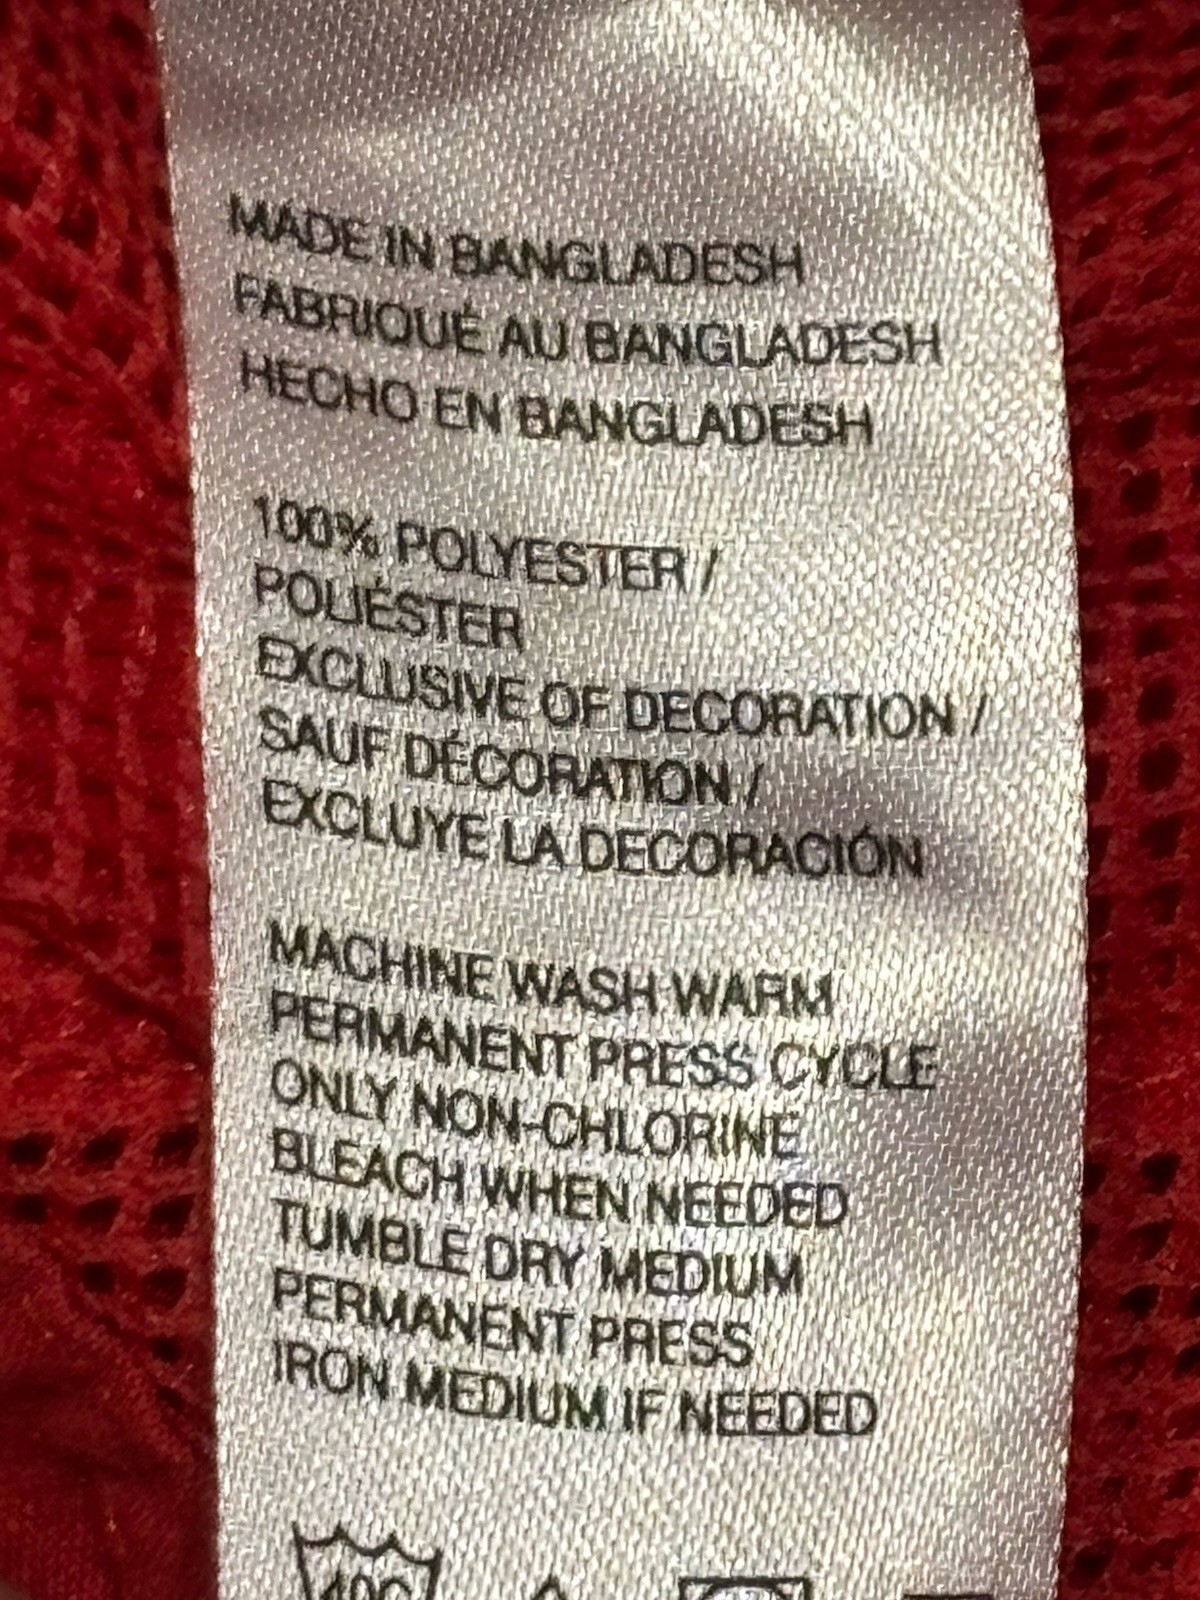 MADE IN BANGLADESH
FABRIQUÉ AU BANGLADESH
HECHO EN BANGLADESH
100% POLYESTER /
POLIÉSTER
EXCLUSIVE OF DECORATION /
SAUF DÉCORATION /
EXCLUYE LA DECORACIÓN
MACHINE WASH WARM
PERMANENT PRESS CYCLE
ONLY NON-CHLORINE
BLEACH WHEN NEEDED
TUMBLE DRY MEDIUM
PERMANENT PRESS
IRON MEDIUM IF NEEDED